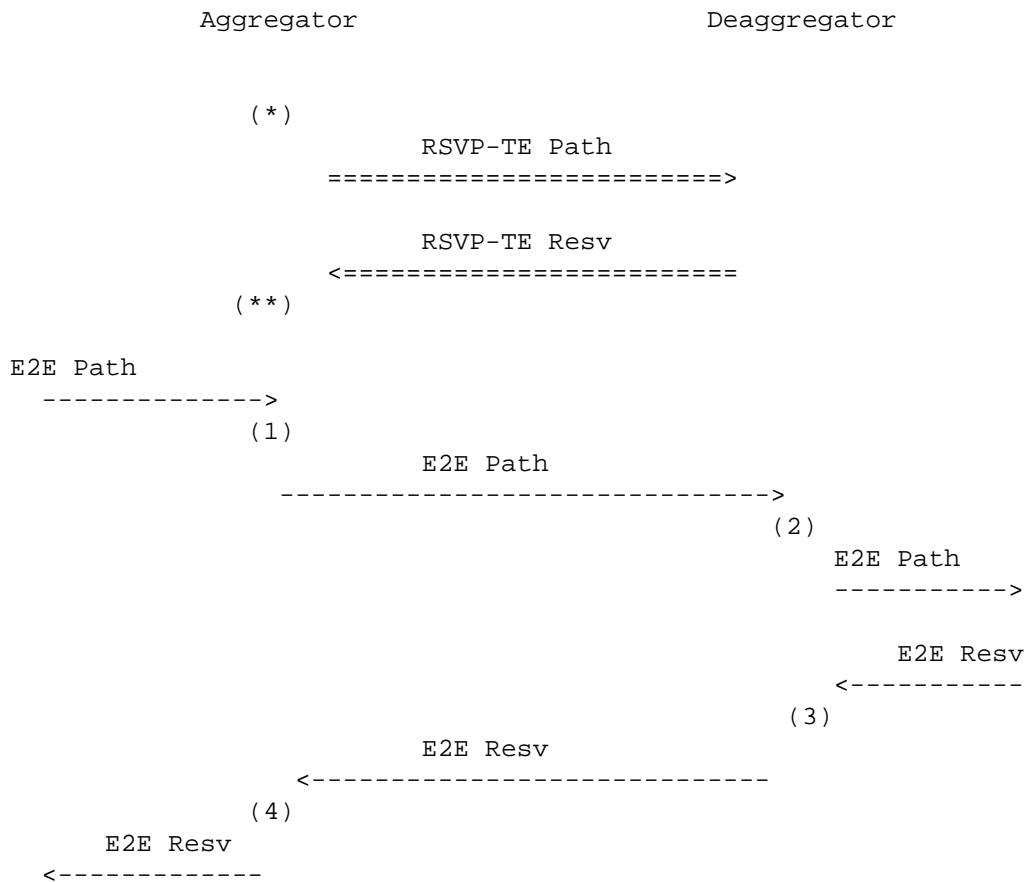 Aggregator                      Deaggregator
(*)
RSVP-TE Path
=========================>
RSVP-TE Resv
<=========================
(**)
E2E Path
-------------->
(1)
E2E Path
------------------------------->
(2)
E2E Path
----------->
E2E Resv
<-----------
(3)
E2E Resv
<-----------------------------
(4)
E2E Resv
<-------------